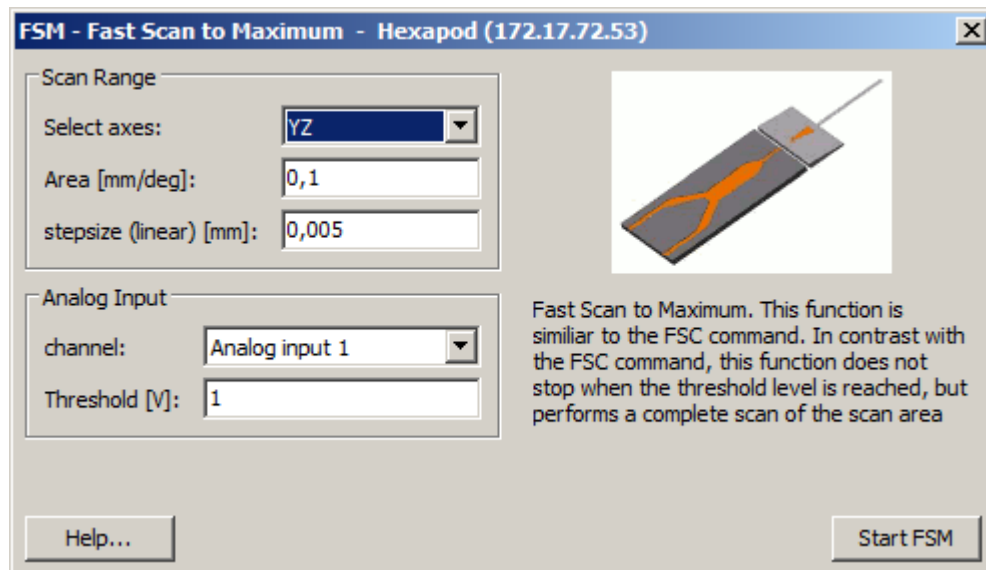 FSM - Fast Scan to Maximum - Hexapod (172.17.72.53)
Scan Range
Select axes: YZ
Area [mm/deg]: 0,1
stepsize (linear) [mm]: 0,005
Analog Input
channel: Analog input 1
Threshold [V]: 1
Fast Scan to Maximum. This function is
similiar to the FSC command. In contrast with
the FSC command, this function does not
stop when the threshold level is reached, but
performs a complete scan of the scan area
Help...
Start FSM